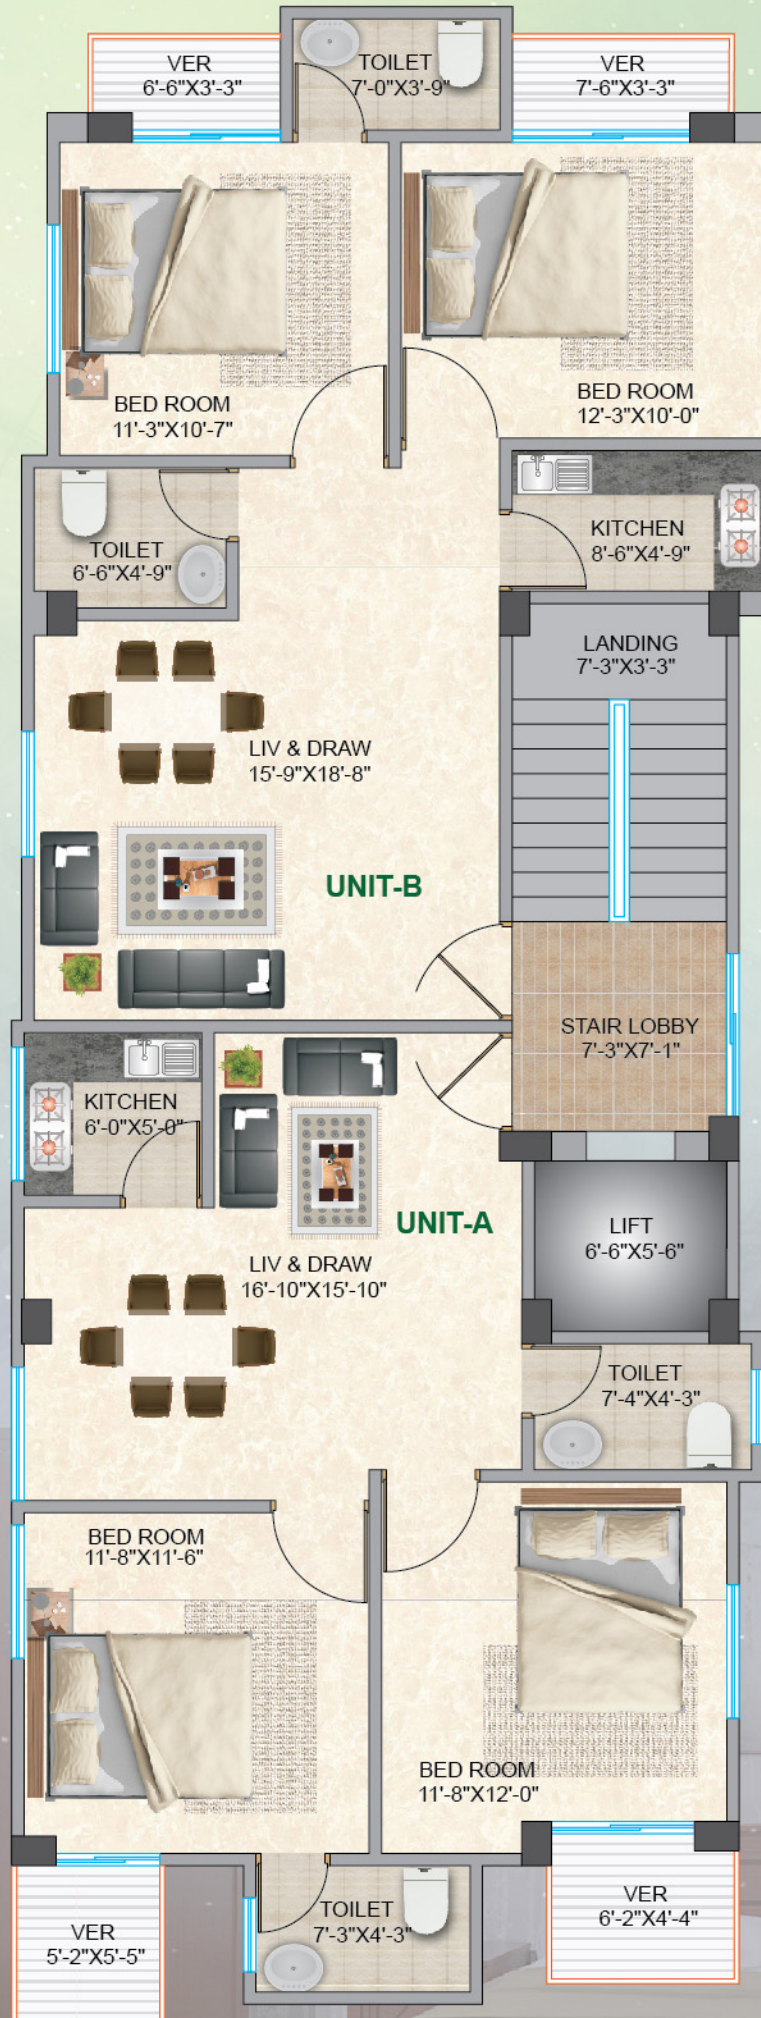 VER
6'-6"X3'-3"
TOILET
7'-0"X3'-9"
VER
7'-6"X3'-3"
BED ROOM
11'-3"X10'-7"
BED ROOM
12'-3"X10'-0"
TOILET
6'-6"X4'-9"
KITCHEN
8'-6"X4'-9"
LANDING
7'-3"X3'-3"
LIV & DRAW
15'-9"X18'-8"
UNIT-B
STAIR LOBBY
7'-3"X7'-1"
KITCHEN
6'-0"X5'-0"
UNIT-A
LIFT
6'-6"X5'-6"
LIV & DRAW
16'-10"X15'-10"
TOILET
7'-4"X4'-3"
BED ROOM
11'-8"X11'-6"
BED ROOM
11'-8"X12'-0"
VER
5'-2"X5'-5"
TOILET
7'-3"X4'-3"
VER
6'-2"X4'-4"